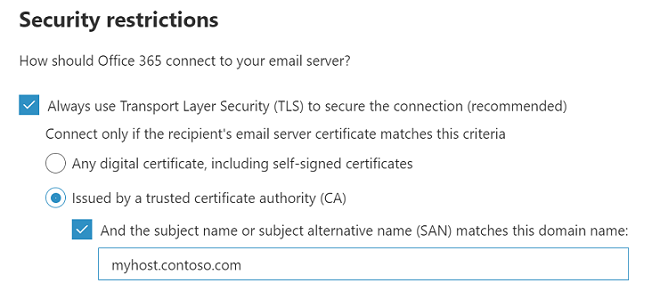 Security restrictions
How should Office 365 connect to your email server?
Always use Transport Layer Security (TLS) to secure the connection (recommended)
Connect only if the recipient's email server certificate matches this criteria
Any digital certificate, including self-signed certificates
Issued by a trusted certificate authority (CA)
And the subject name or subject alternative name (SAN) matches this domain name:
myhost.contoso.com